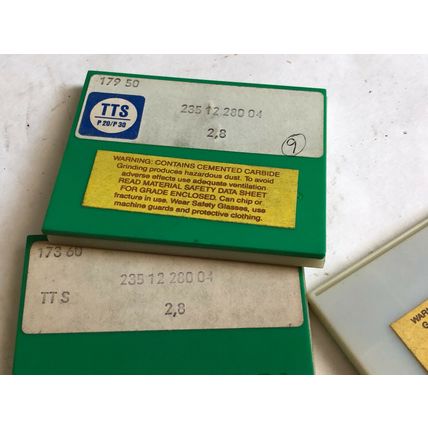 179 50
TTS
P 20/P 30
235 12 280 04
2,8
9
WARNING: CONTAINS CEMENTED CARBIDE
Grinding produces hazardous dust. To avoid
adverse effects use adequate ventilation.
READ MATERIAL SAFETY DATA SHEET
FOR GRADE ENCLOSED. Can chip or
fracture in use. Wear Safety Glasses, use
machine guards and protective clothing.
173 60
235 12 280 04
TT S
2,8
WAR
G